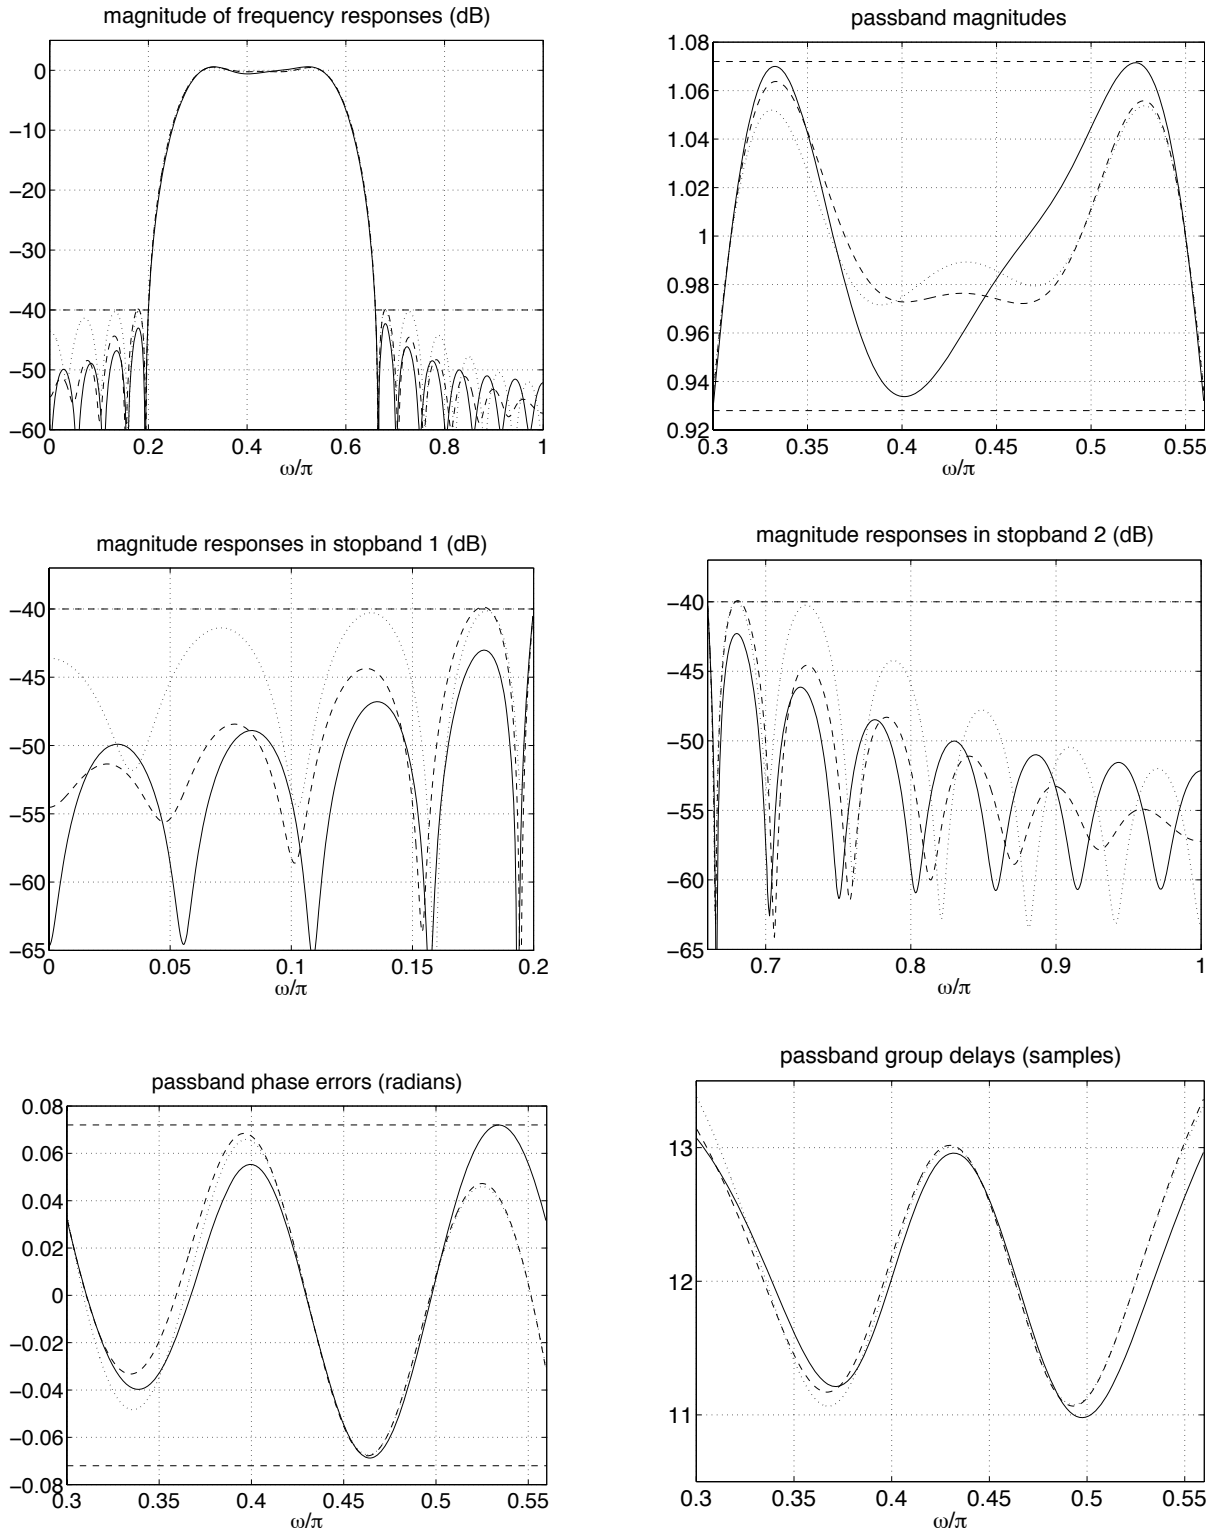 magnitude of frequency responses (dB)
0
−10
−20
−30
−40
−50
−60
0 0.2 0.4 0.6 0.8 1
ω/π
passband magnitudes
1.08
1.06
1.04
1.02
1
0.98
0.96
0.94
0.92
0.3 0.35 0.4 0.45 0.5 0.55
ω/π
magnitude responses in stopband 1 (dB)
−40
−45
−50
−55
−60
−65
0 0.05 0.1 0.15 0.2
ω/π
magnitude responses in stopband 2 (dB)
−40
−45
−50
−55
−60
−65
0.7 0.8 0.9 1
ω/π
passband phase errors (radians)
0.08
0.06
0.04
0.02
0
−0.02
−0.04
−0.06
−0.08
0.3 0.35 0.4 0.45 0.5 0.55
ω/π
passband group delays (samples)
13
12
11
0.3 0.35 0.4 0.45 0.5 0.55
ω/π